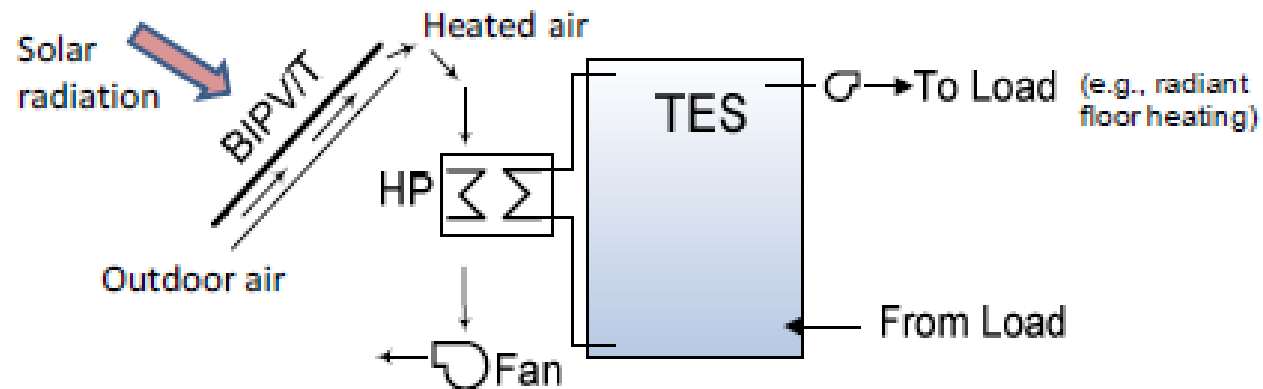 Solar
radiation
BIPV/T
Heated air
Outdoor air
HP
Fan
TES
To Load (e.g., radiant
floor heating)
From Load